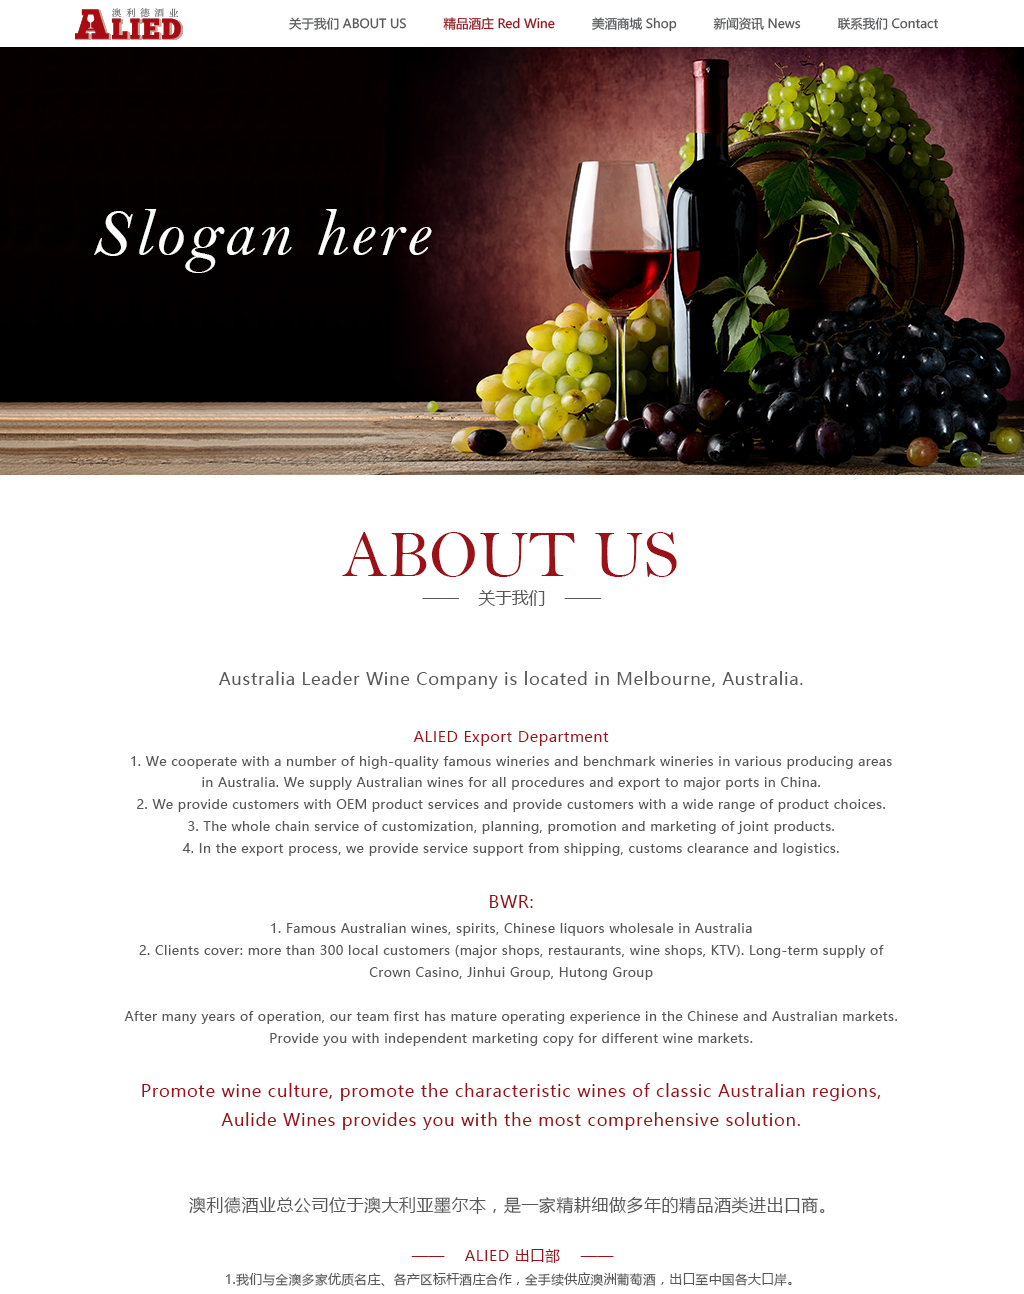 澳利德酒业
ALIED
关于我们 ABOUT US
精品酒庄 Red Wine
美酒商城 Shop
新闻资讯 News
联系我们 Contact
Slogan here
ABOUT US
关于我们
Australia Leader Wine Company is located in Melbourne, Australia.
ALIED Export Department
1. We cooperate with a number of high-quality famous wineries and benchmark wineries in various producing areas
in Australia. We supply Australian wines for all procedures and export to major ports in China.
2. We provide customers with OEM product services and provide customers with a wide range of product choices.
3. The whole chain service of customization, planning, promotion and marketing of joint products.
4. In the export process, we provide service support from shipping, customs clearance and logistics.
BWR:
1. Famous Australian wines, spirits, Chinese liquors wholesale in Australia
2. Clients cover: more than 300 local customers (major shops, restaurants, wine shops, KTV). Long-term supply of
Crown Casino, Jinhui Group, Hutong Group
After many years of operation, our team first has mature operating experience in the Chinese and Australian markets.
Provide you with independent marketing copy for different wine markets.
Promote wine culture, promote the characteristic wines of classic Australian regions,
Aulide Wines provides you with the most comprehensive solution.
澳利德酒业总公司位于澳大利亚墨尔本，是一家精耕细做多年的精品酒类进出口商。
ALIED 出口部
1.我们与全澳多家优质名庄、各产区标杆酒庄合作，全手续供应澳洲葡萄酒，出口至中国各大口岸。